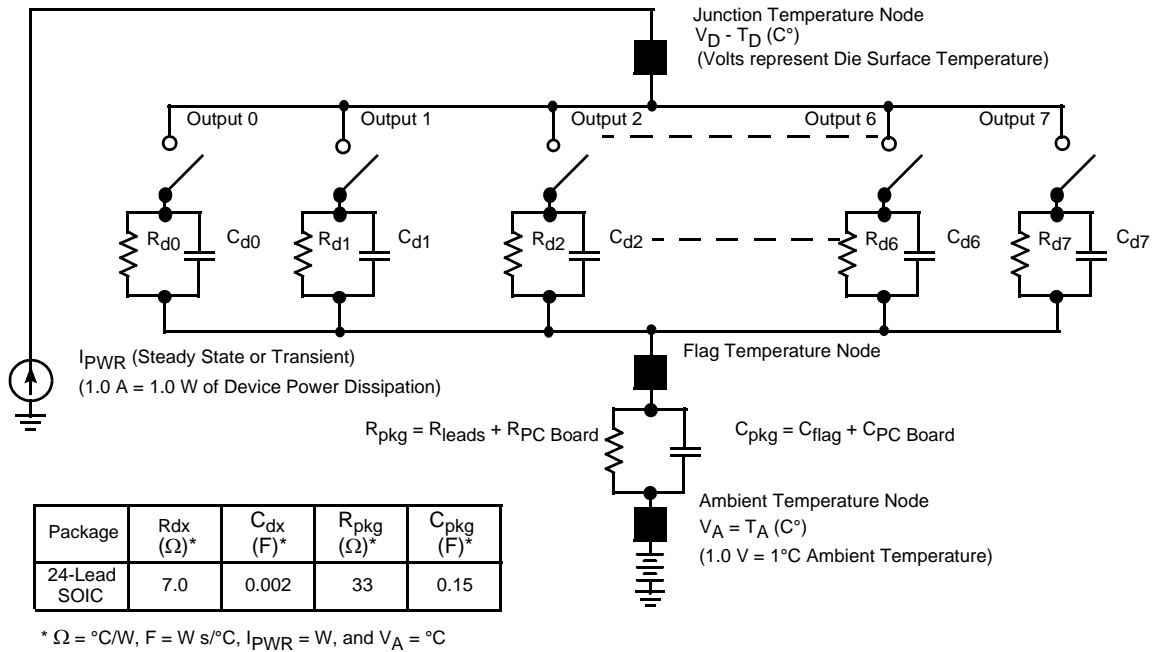 Junction Temperature Node
VD - TD (C°)
(Volts represent Die Surface Temperature)
Output 0
Output 1
Output 2
Output 6
Output 7
Rd0
Cd0
Rd1
Cd1
Rd2
Cd2
Rd6
Cd6
Rd7
Cd7
IPWR (Steady State or Transient)
(1.0 A = 1.0 W of Device Power Dissipation)
Flag Temperature Node
Rpkg = Rleads + RPC Board
Cpkg = Cflag + CPC Board
Ambient Temperature Node
VA = TA (C°)
(1.0 V = 1°C Ambient Temperature)
Package Rdx (Ω)* Cdx (F)* Rpkg (Ω)* Cpkg (F)*
24-Lead SOIC 7.0 0.002 33 0.15
* Ω = °C/W, F = W s/°C, IPWR = W, and VA = °C